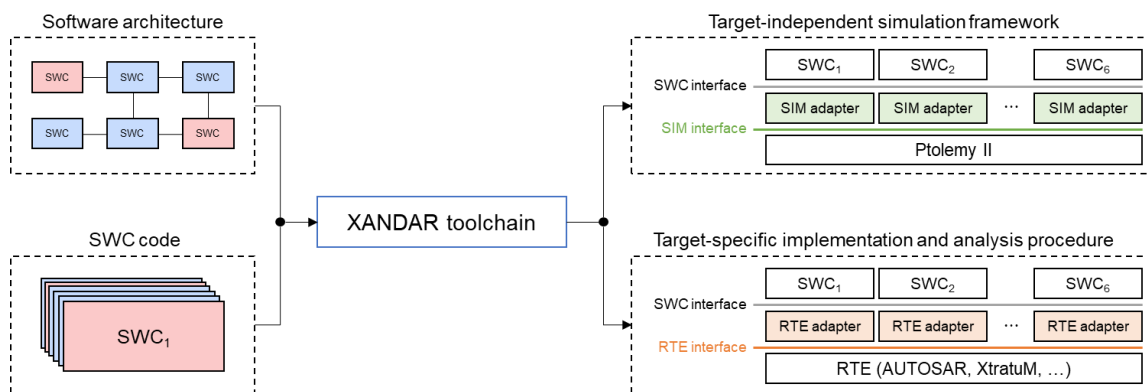 Software architecture
SWC SWC SWC
SWC SWC SWC
SWC code
SWC₁
XANDAR toolchain
Target-independent simulation framework
SWC₁ SWC₂ SWC₆
SWC interface
SIM adapter SIM adapter ... SIM adapter
SIM interface
Ptolemy II
Target-specific implementation and analysis procedure
SWC₁ SWC₂ SWC₆
SWC interface
RTE adapter RTE adapter ... RTE adapter
RTE interface
RTE (AUTOSAR, XtratuM, ...)